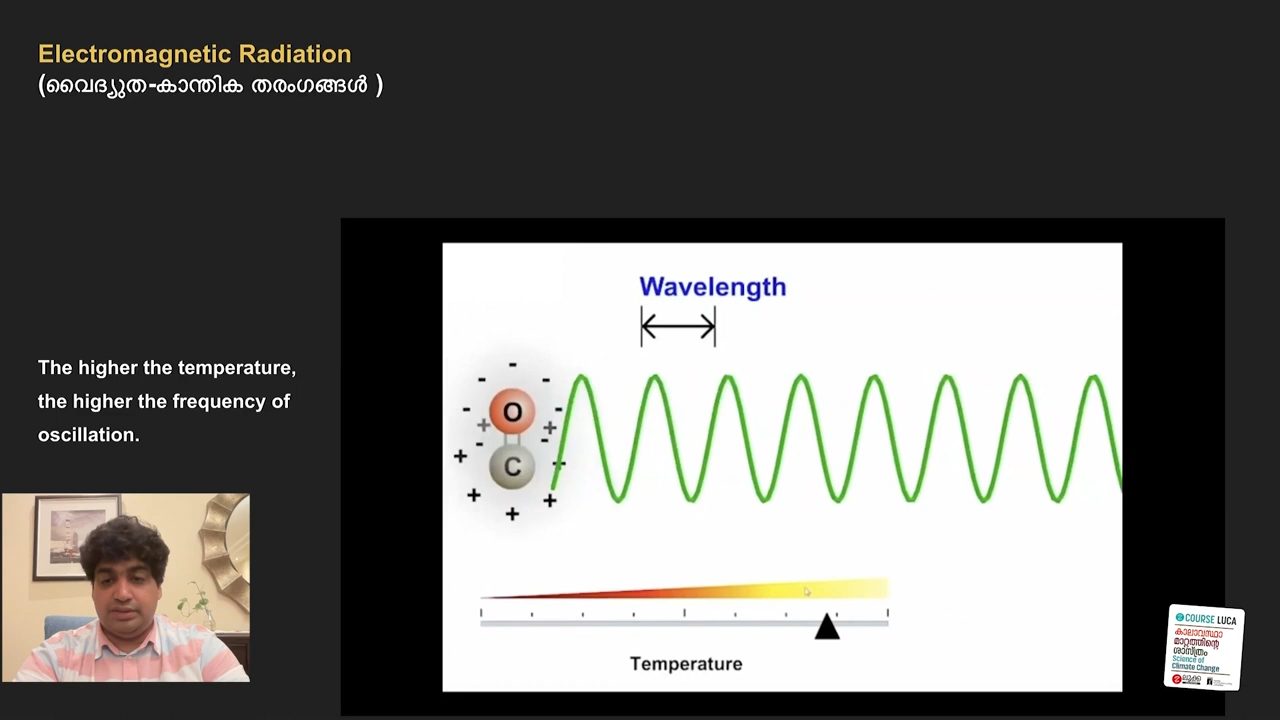 Electromagnetic Radiation
(വൈദ്യുത-കാന്തിക തരംഗങ്ങൾ )
Wavelength
The higher the temperature,
the higher the frequency of
oscillation.
O
C
Temperature
COURSE LUCA
കാലാവസ്ഥാ
മാറ്റത്തിന്റെ
ശാസ്ത്രം
Science of
Climate Change
ലൂക്ക